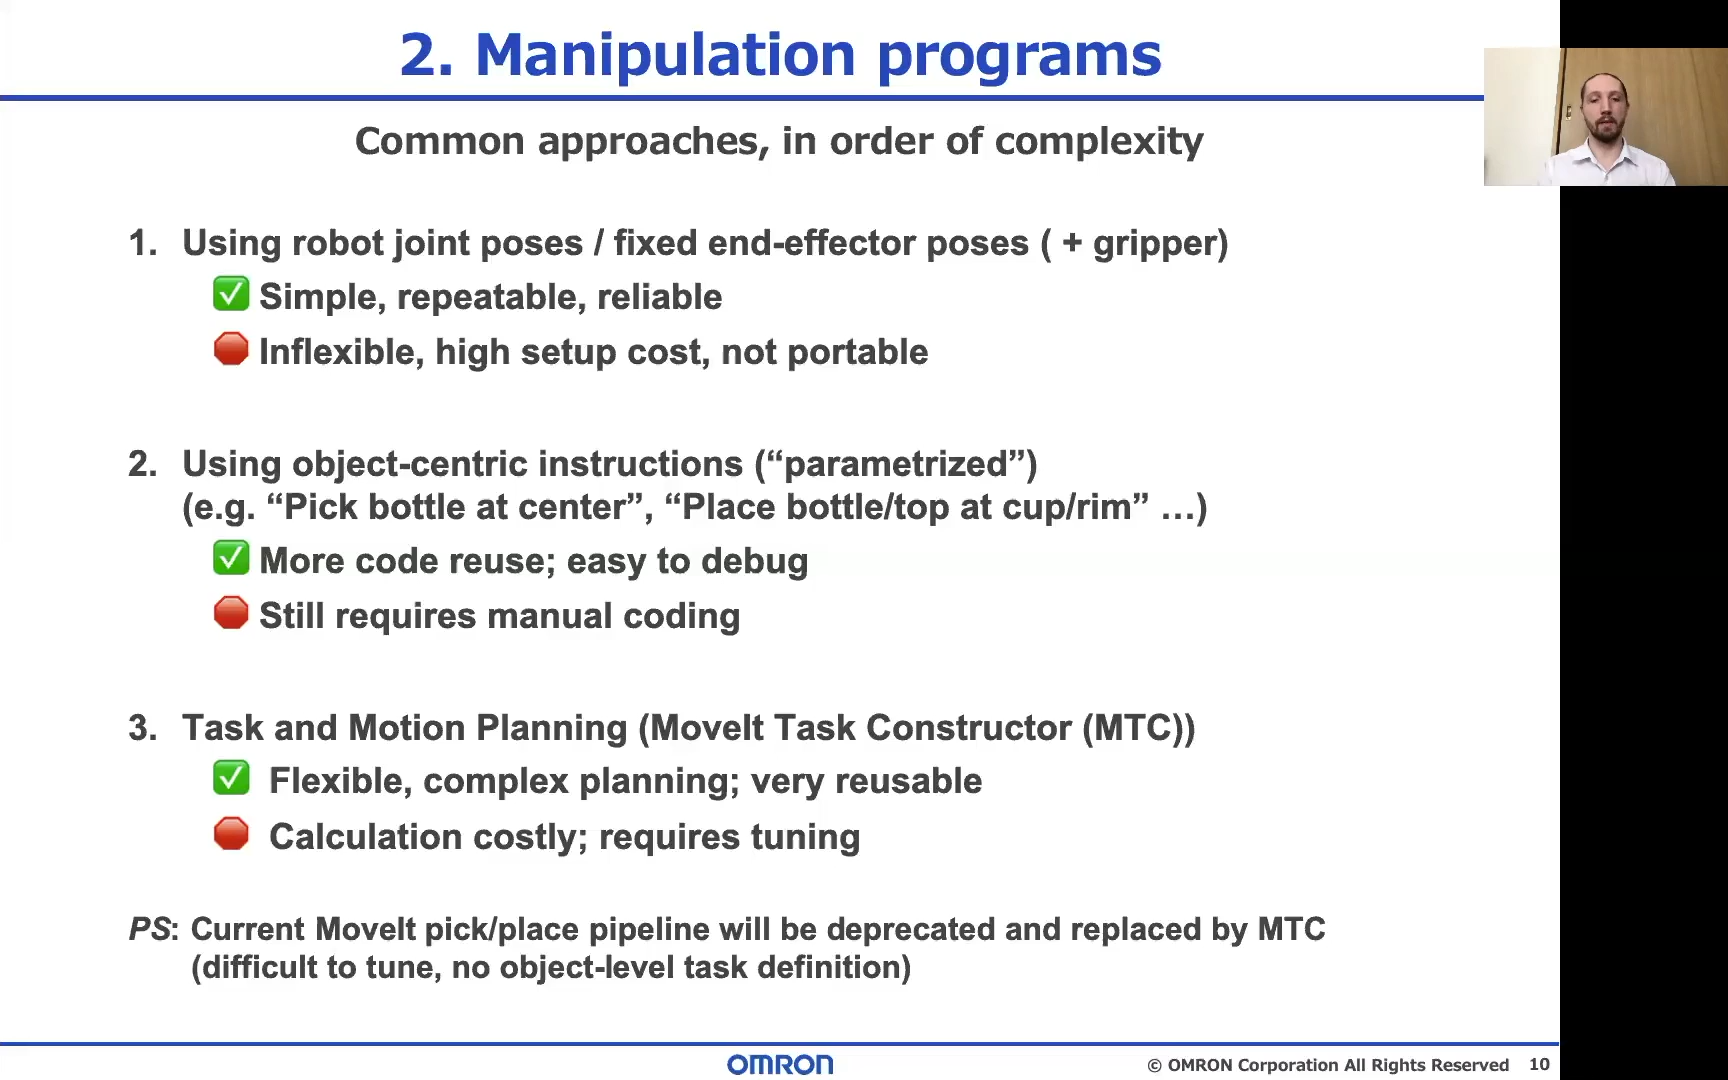 2. Manipulation programs
Common approaches, in order of complexity
1. Using robot joint poses / fixed end-effector poses ( + gripper)
✅ Simple, repeatable, reliable
🛑 Inflexible, high setup cost, not portable
2. Using object-centric instructions (“parametrized”)
(e.g. “Pick bottle at center”, “Place bottle/top at cup/rim” …)
✅ More code reuse; easy to debug
🛑 Still requires manual coding
3. Task and Motion Planning (MoveIt Task Constructor (MTC))
✅ Flexible, complex planning; very reusable
🛑 Calculation costly; requires tuning
PS: Current MoveIt pick/place pipeline will be deprecated and replaced by MTC
(difficult to tune, no object-level task definition)
OMRON
© OMRON Corporation All Rights Reserved 10